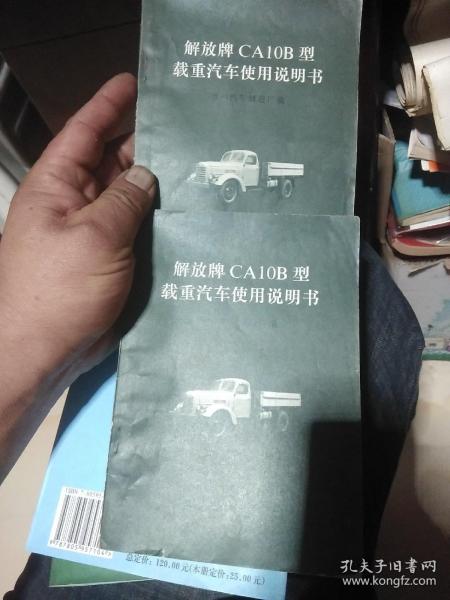 解放牌 CA10B 型
载重汽车使用说明书
解放牌 CA10B 型
载重汽车使用说明书
总定价：120.00元(本册定价：25.00元)
孔夫子旧书网
www.kongfz.com